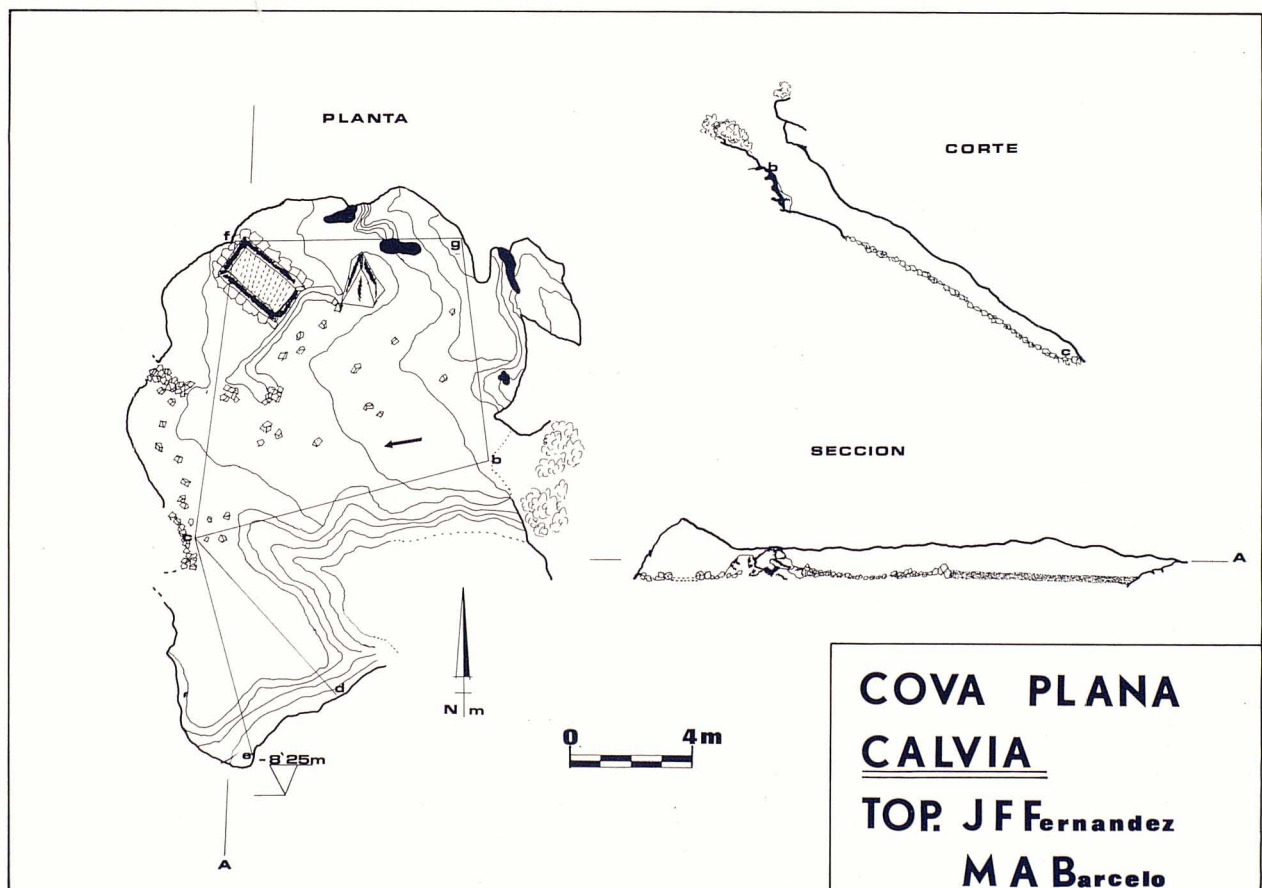 PLANTA
CORTE
SECCION
f
g
b
c
d
e
-8'25m
A
b
c
A
N m
0 4m
COVA PLANA
CALVIA
TOP. J F Fernandez
M A Barcelo